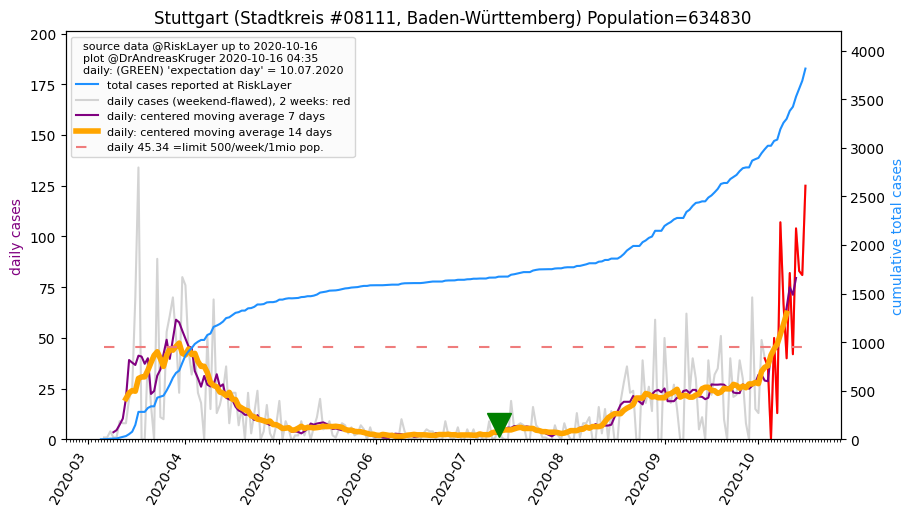 Stuttgart (Stadtkreis #08111, Baden-Württemberg) Population=634830
source data @RiskLayer up to 2020-10-16
plot @DrAndreasKruger 2020-10-16 04:35
daily: (GREEN) 'expectation day' = 10.07.2020
total cases reported at RiskLayer
daily cases (weekend-flawed), 2 weeks: red
daily: centered moving average 7 days
daily: centered moving average 14 days
daily 45.34 =limit 500/week/1mio pop.
daily cases
200
175
150
125
100
75
50
25
0
cumulative total cases
4000
3500
3000
2500
2000
1500
1000
500
0
2020-03
2020-04
2020-05
2020-06
2020-07
2020-08
2020-09
2020-10